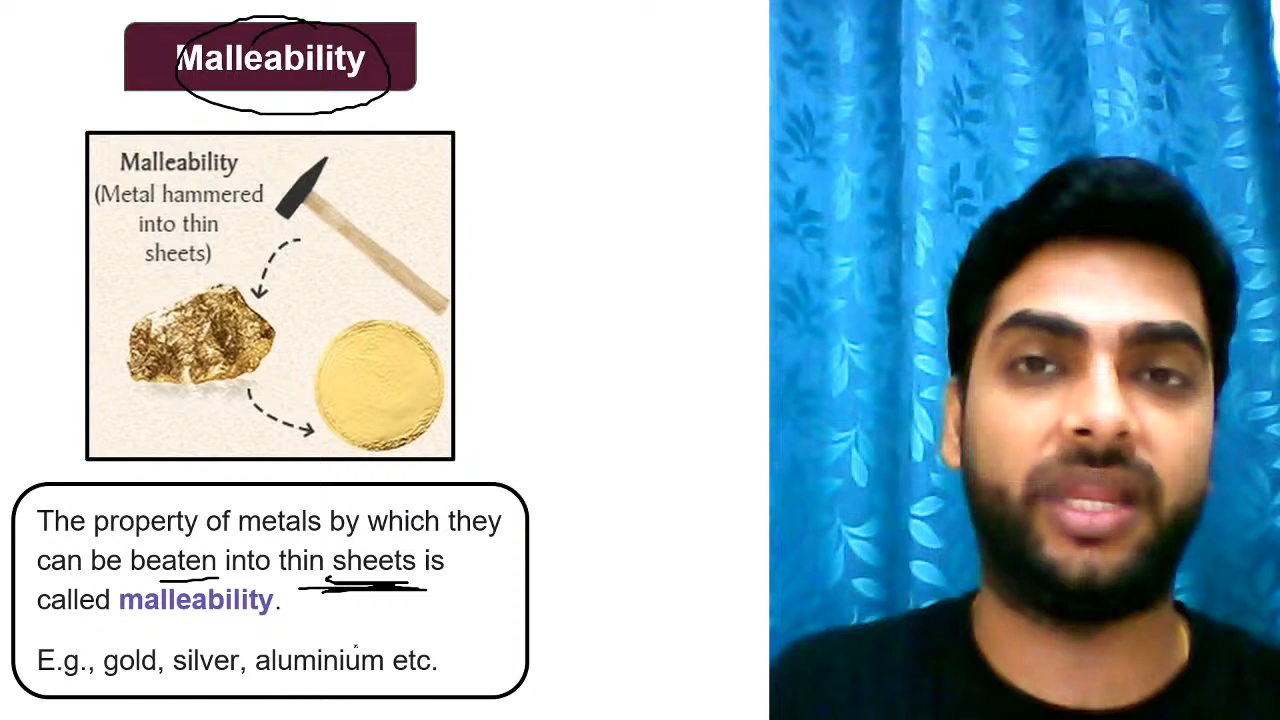 Malleability
Malleability
(Metal hammered
into thin
sheets)
The property of metals by which they
can be beaten into thin sheets is
called malleability.
E.g., gold, silver, aluminium etc.